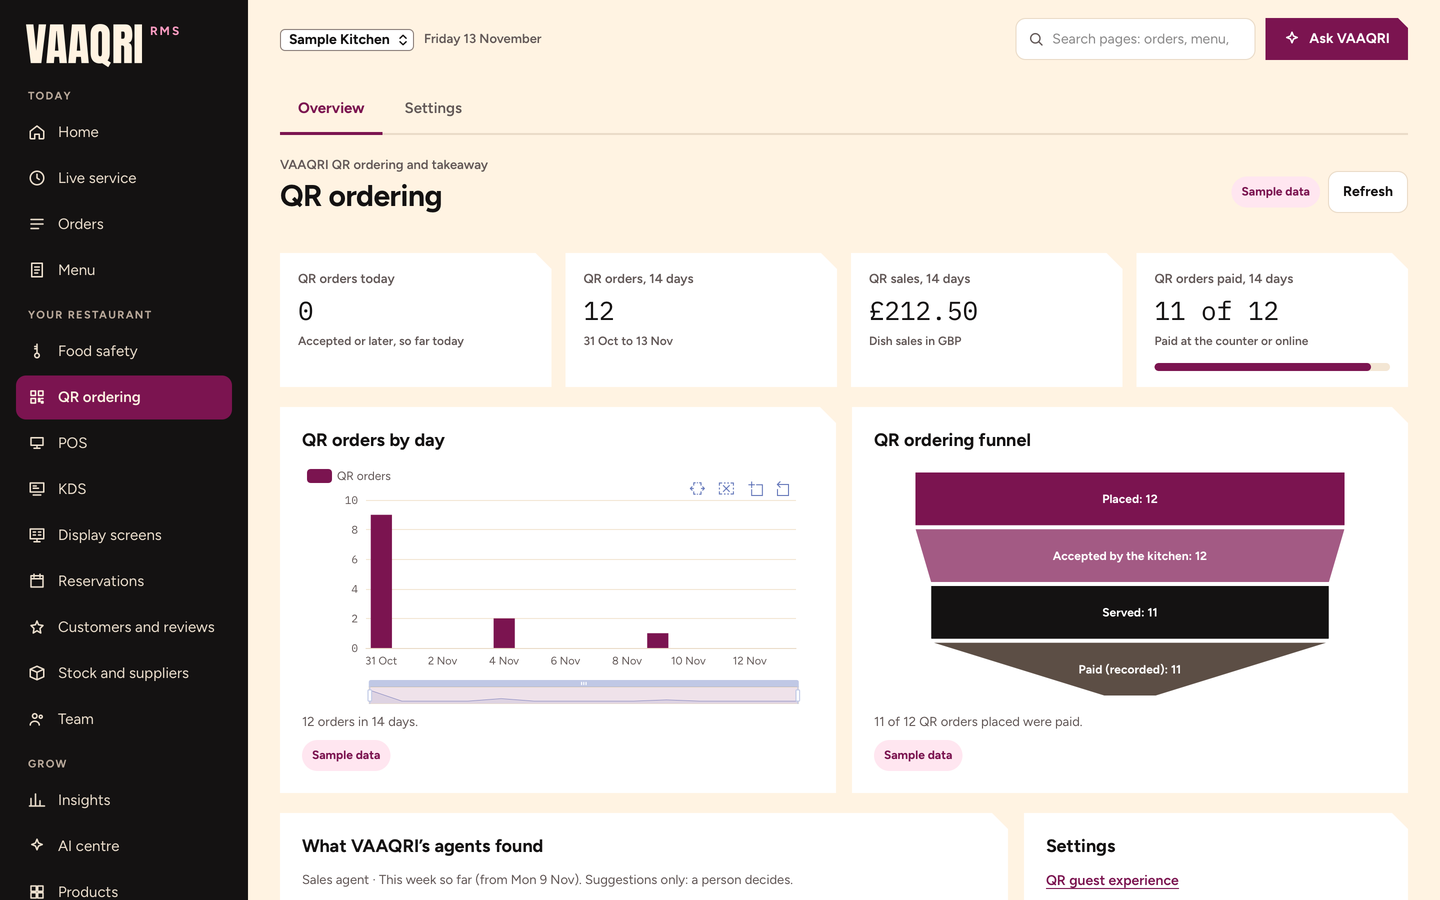 VAAQRI RMS
TODAY
Home
Live service
Orders
Menu
YOUR RESTAURANT
Food safety
QR ordering
POS
KDS
Display screens
Reservations
Customers and reviews
Stock and suppliers
Team
GROW
Insights
AI centre
Products
Sample Kitchen
Friday 13 November
Search pages: orders, menu,
Ask VAAQRI
Overview
Settings
VAAQRI QR ordering and takeaway
QR ordering
Sample data
Refresh
QR orders today
0
Accepted or later, so far today
QR orders, 14 days
12
31 Oct to 13 Nov
QR sales, 14 days
£212.50
Dish sales in GBP
QR orders paid, 14 days
11 of 12
Paid at the counter or online
QR orders by day
QR orders
10
8
6
4
2
0
31 Oct
2 Nov
4 Nov
6 Nov
8 Nov
10 Nov
12 Nov
12 orders in 14 days.
Sample data
QR ordering funnel
Placed: 12
Accepted by the kitchen: 12
Served: 11
Paid (recorded): 11
11 of 12 QR orders placed were paid.
Sample data
What VAAQRI’s agents found
Sales agent · This week so far (from Mon 9 Nov). Suggestions only: a person decides.
Settings
QR guest experience